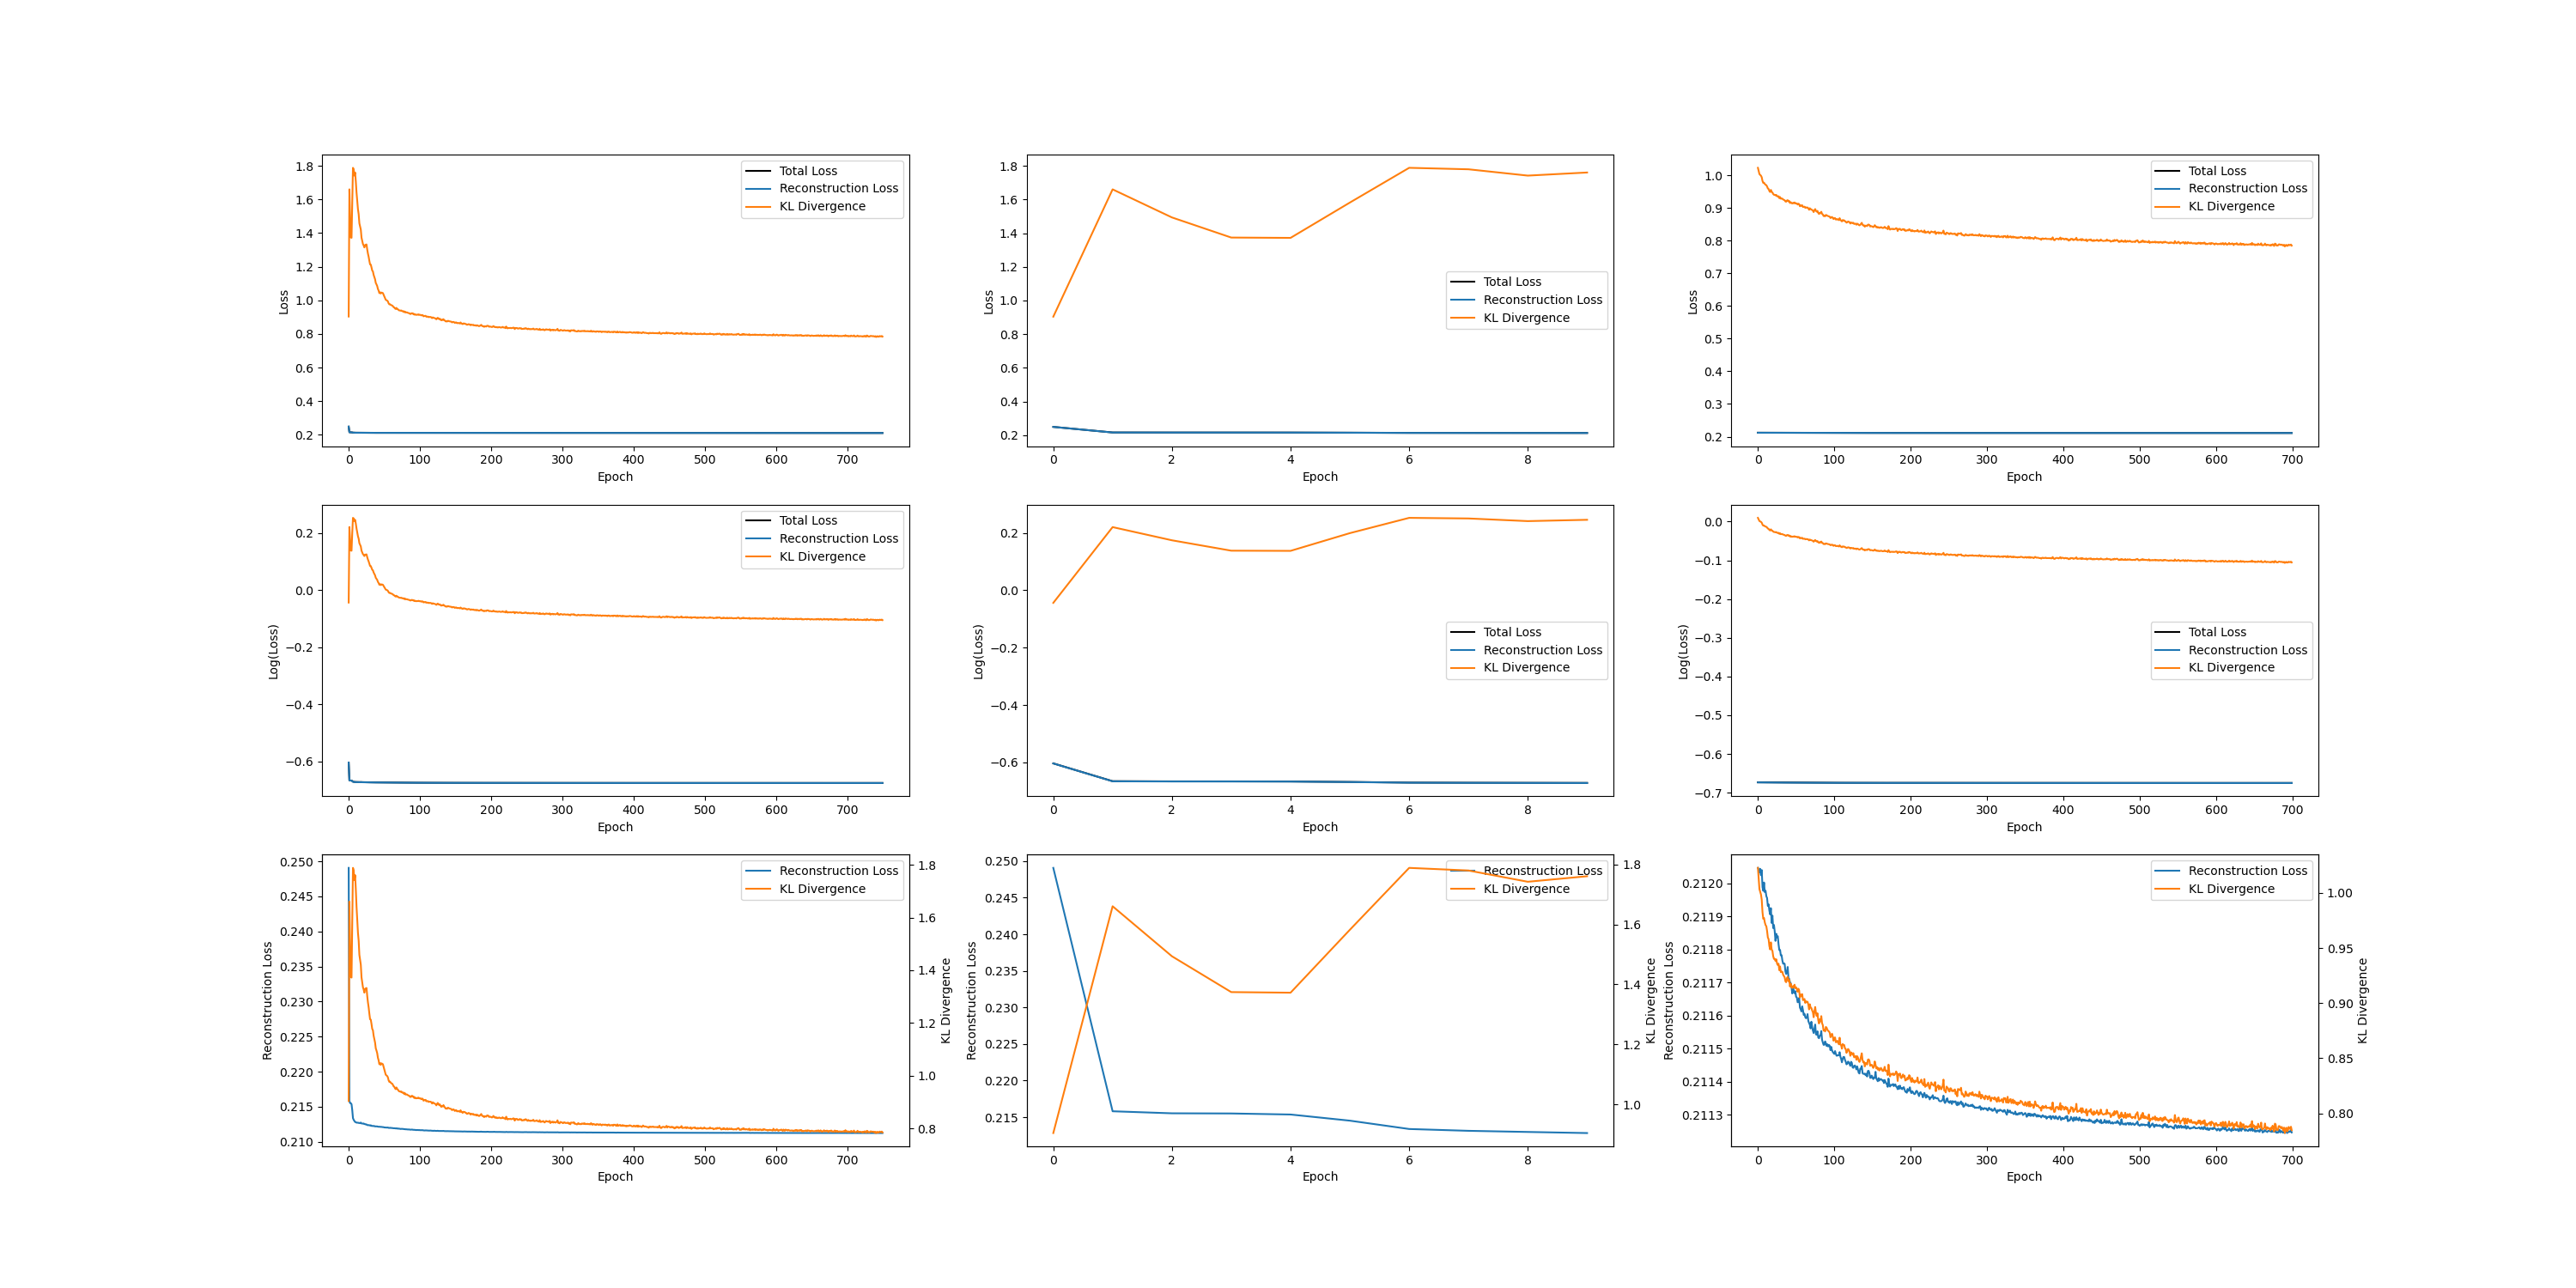 Loss
1.8
1.6
1.4
1.2
1.0
0.8
0.6
0.4
0.2
0 100 200 300 400 500 600 700
Epoch
Total Loss
Reconstruction Loss
KL Divergence
Loss
1.8
1.6
1.4
1.2
1.0
0.8
0.6
0.4
0.2
0 2 4 6 8
Epoch
Total Loss
Reconstruction Loss
KL Divergence
Loss
1.0
0.9
0.8
0.7
0.6
0.5
0.4
0.3
0.2
0 100 200 300 400 500 600 700
Epoch
Total Loss
Reconstruction Loss
KL Divergence
Log(Loss)
0.2
0.0
−0.2
−0.4
−0.6
0 100 200 300 400 500 600 700
Epoch
Total Loss
Reconstruction Loss
KL Divergence
Log(Loss)
0.2
0.0
−0.2
−0.4
−0.6
0 2 4 6 8
Epoch
Total Loss
Reconstruction Loss
KL Divergence
Log(Loss)
0.0
−0.1
−0.2
−0.3
−0.4
−0.5
−0.6
−0.7
0 100 200 300 400 500 600 700
Epoch
Total Loss
Reconstruction Loss
KL Divergence
Reconstruction Loss
0.250
0.245
0.240
0.235
0.230
0.225
0.220
0.215
0.210
0 100 200 300 400 500 600 700
Epoch
Reconstruction Loss
KL Divergence
1.8
1.6
1.4
1.2
1.0
0.8
KL Divergence
Reconstruction Loss
0.250
0.245
0.240
0.235
0.230
0.225
0.220
0.215
0 2 4 6 8
Epoch
Reconstruction Loss
KL Divergence
1.8
1.6
1.4
1.2
1.0
KL Divergence
Reconstruction Loss
0.2120
0.2119
0.2118
0.2117
0.2116
0.2115
0.2114
0.2113
0 100 200 300 400 500 600 700
Epoch
Reconstruction Loss
KL Divergence
1.00
0.95
0.90
0.85
0.80
KL Divergence